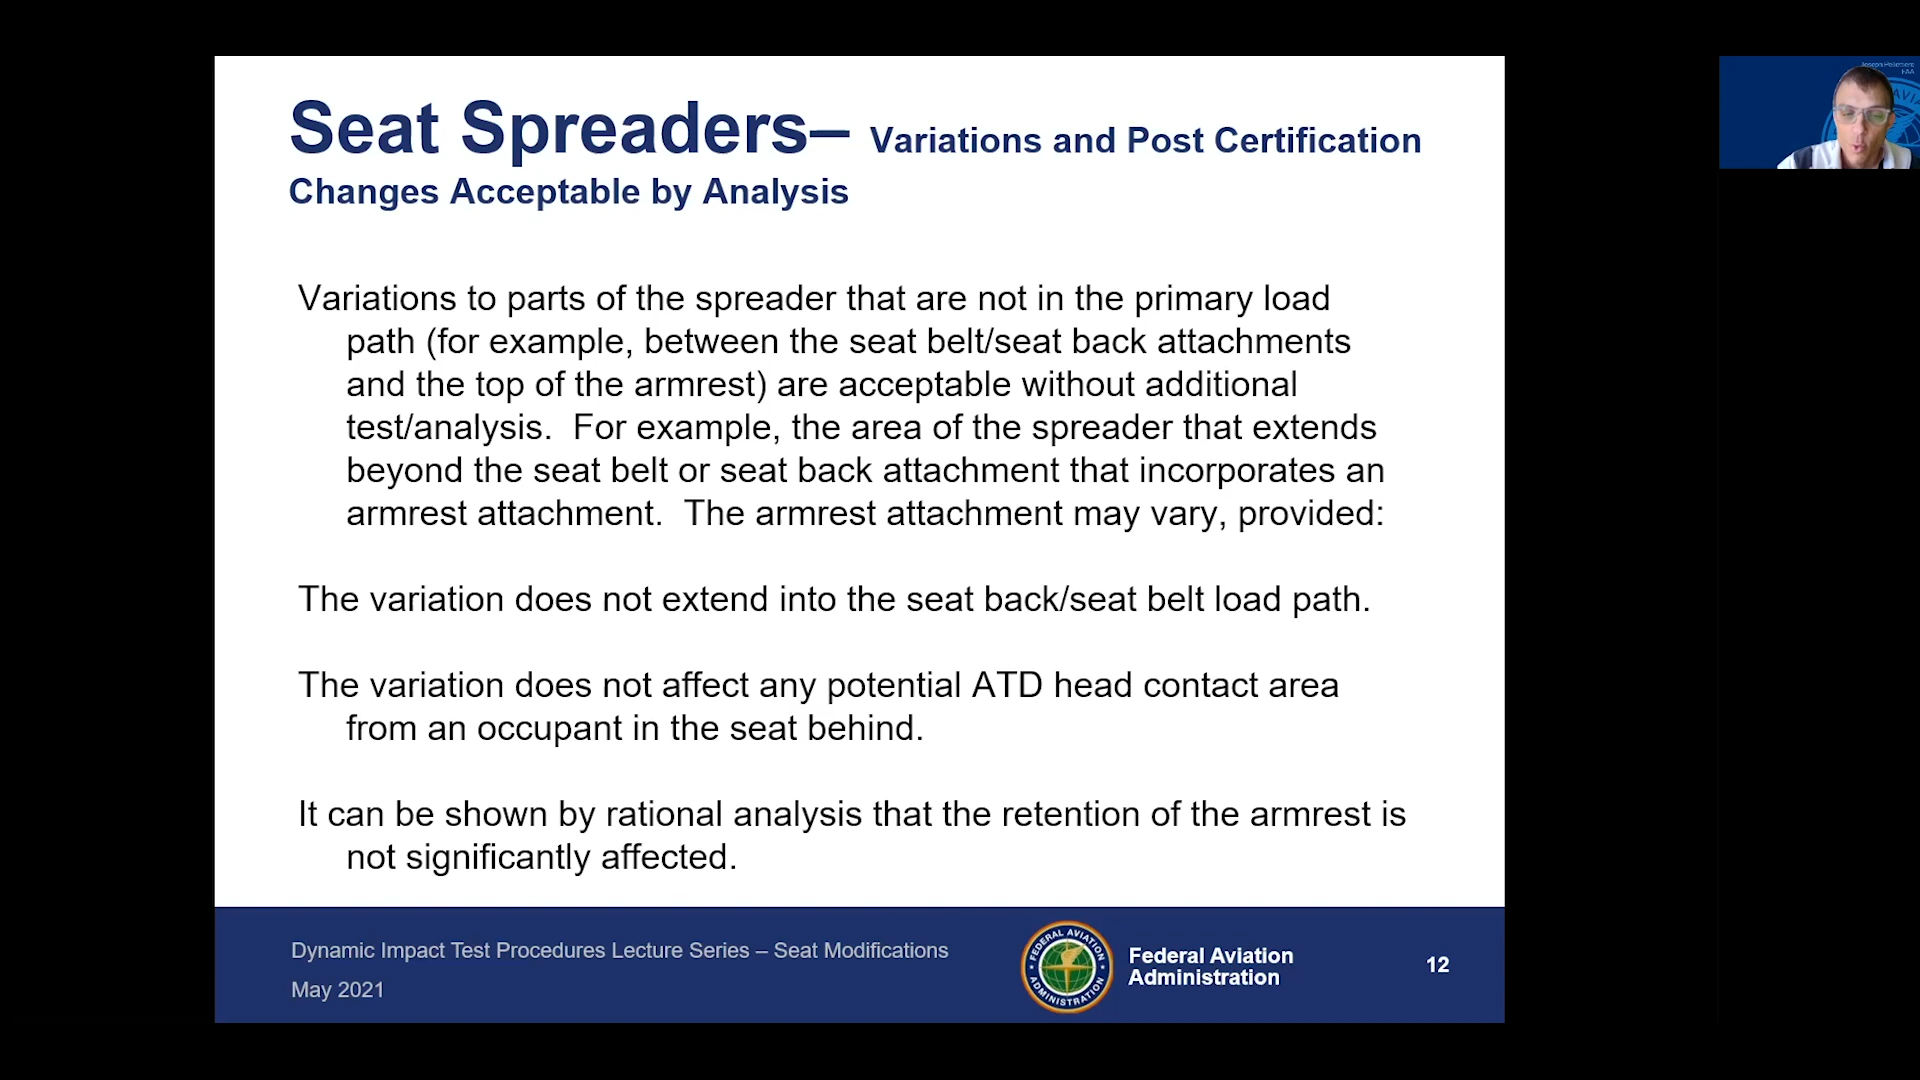 Seat Spreaders– Variations and Post Certification
Changes Acceptable by Analysis
Variations to parts of the spreader that are not in the primary load
path (for example, between the seat belt/seat back attachments
and the top of the armrest) are acceptable without additional
test/analysis.  For example, the area of the spreader that extends
beyond the seat belt or seat back attachment that incorporates an
armrest attachment.  The armrest attachment may vary, provided:
The variation does not extend into the seat back/seat belt load path.
The variation does not affect any potential ATD head contact area
from an occupant in the seat behind.
It can be shown by rational analysis that the retention of the armrest is
not significantly affected.
Dynamic Impact Test Procedures Lecture Series – Seat Modifications
May 2021
FEDERAL AVIATION
ADMINISTRATION
Federal Aviation
Administration
12
FAA